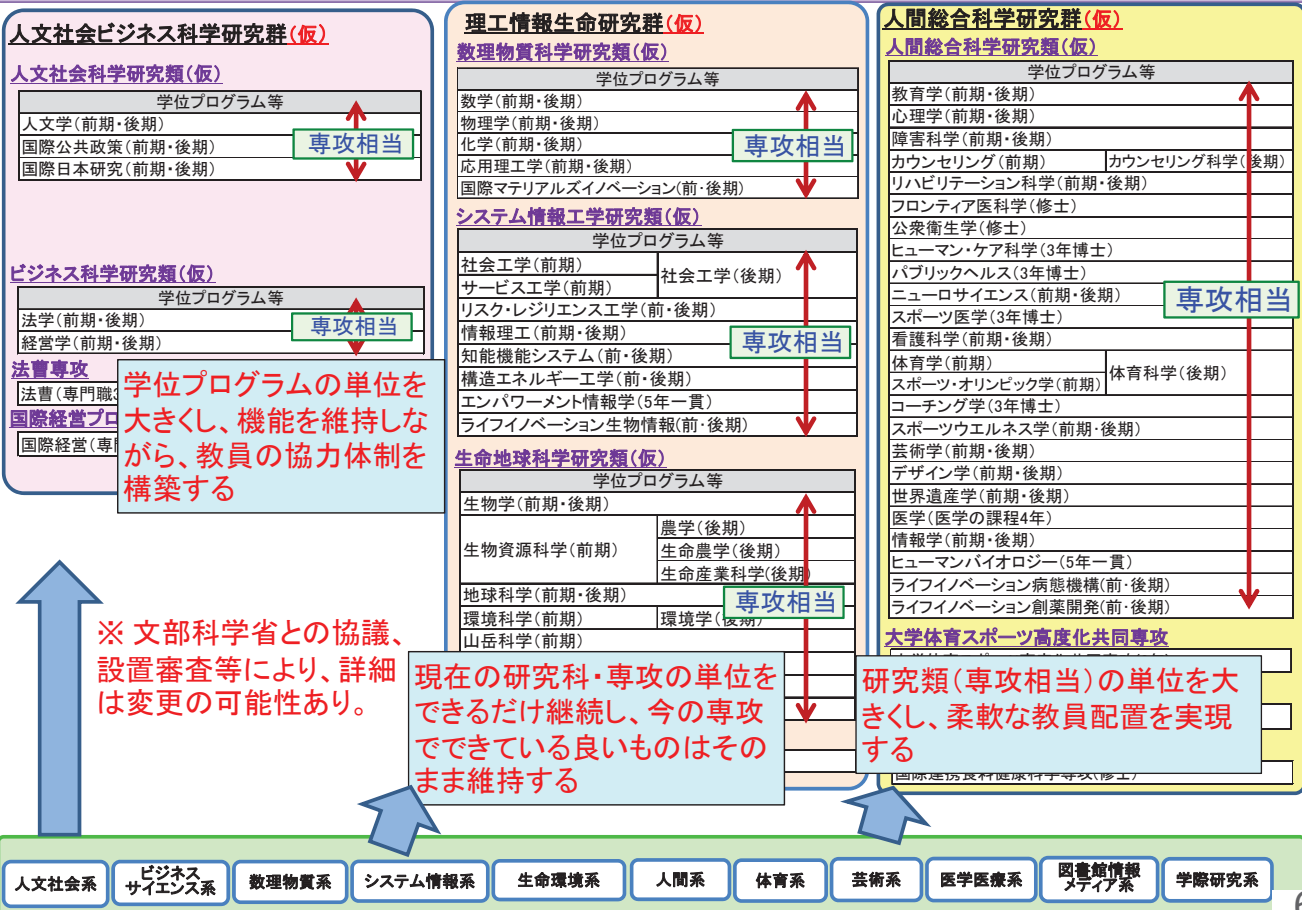 人文社会ビジネス科学研究群(仮)
人文社会科学研究類(仮)
学位プログラム等
人文学(前期・後期)
国際公共政策(前期・後期)
国際日本研究(前期・後期)
専攻相当
ビジネス科学研究類(仮)
学位プログラム等
法学(前期・後期)
経営学(前期・後期)
専攻相当
法曹専攻
法曹(専門職
国際経営プロ
国際経営(専
学位プログラムの単位を
大きくし、機能を維持しな
がら、教員の協力体制を
構築する
※ 文部科学省との協議、
設置審査等により、詳細
は変更の可能性あり。
理工情報生命研究群(仮)
数理物質科学研究類(仮)
学位プログラム等
数学(前期・後期)
物理学(前期・後期)
化学(前期・後期)
応用理工学(前期・後期)
国際マテリアルズイノベーション(前・後期)
専攻相当
システム情報工学研究類(仮)
学位プログラム等
社会工学(前期)
サービス工学(前期)
社会工学(後期)
リスク・レジリエンス工学(前・後期)
情報理工(前期・後期)
知能機能システム(前・後期)
構造エネルギー工学(前・後期)
エンパワーメント情報学(5年一貫)
ライフイノベーション生物情報(前・後期)
専攻相当
生命地球科学研究類(仮)
学位プログラム等
生物学(前期・後期)
生物資源科学(前期)
農学(後期)
生命農学(後期)
生命産業科学(後期)
地球科学(前期・後期)
環境科学(前期) 環境学(後期)
山岳科学(前期)
専攻相当
現在の研究科・専攻の単位を
できるだけ継続し、今の専攻
でできている良いものはその
まま維持する
人間総合科学研究群(仮)
人間総合科学研究類(仮)
学位プログラム等
教育学(前期・後期)
心理学(前期・後期)
障害科学(前期・後期)
カウンセリング(前期) カウンセリング科学(後期)
リハビリテーション科学(前期・後期)
フロンティア医科学(修士)
公衆衛生学(修士)
ヒューマン・ケア科学(3年博士)
パブリックヘルス(3年博士)
ニューロサイエンス(前期・後期)
スポーツ医学(3年博士)
看護科学(前期・後期)
体育学(前期)
スポーツ・オリンピック学(前期)
体育科学(後期)
コーチング学(3年博士)
スポーツウエルネス学(前期・後期)
芸術学(前期・後期)
デザイン学(前期・後期)
世界遺産学(前期・後期)
医学(医学の課程4年)
情報学(前期・後期)
ヒューマンバイオロジー(5年一貫)
ライフイノベーション病態機構(前・後期)
ライフイノベーション創薬開発(前・後期)
専攻相当
大学体育スポーツ高度化共同専攻
研究類(専攻相当)の単位を大
きくし、柔軟な教員配置を実現
する
国際連携食料健康科学専攻(修士)
人文社会系
ビジネス
サイエンス系
数理物質系
システム情報系
生命環境系
人間系
体育系
芸術系
医学医療系
図書館情報
メディア系
学際研究系